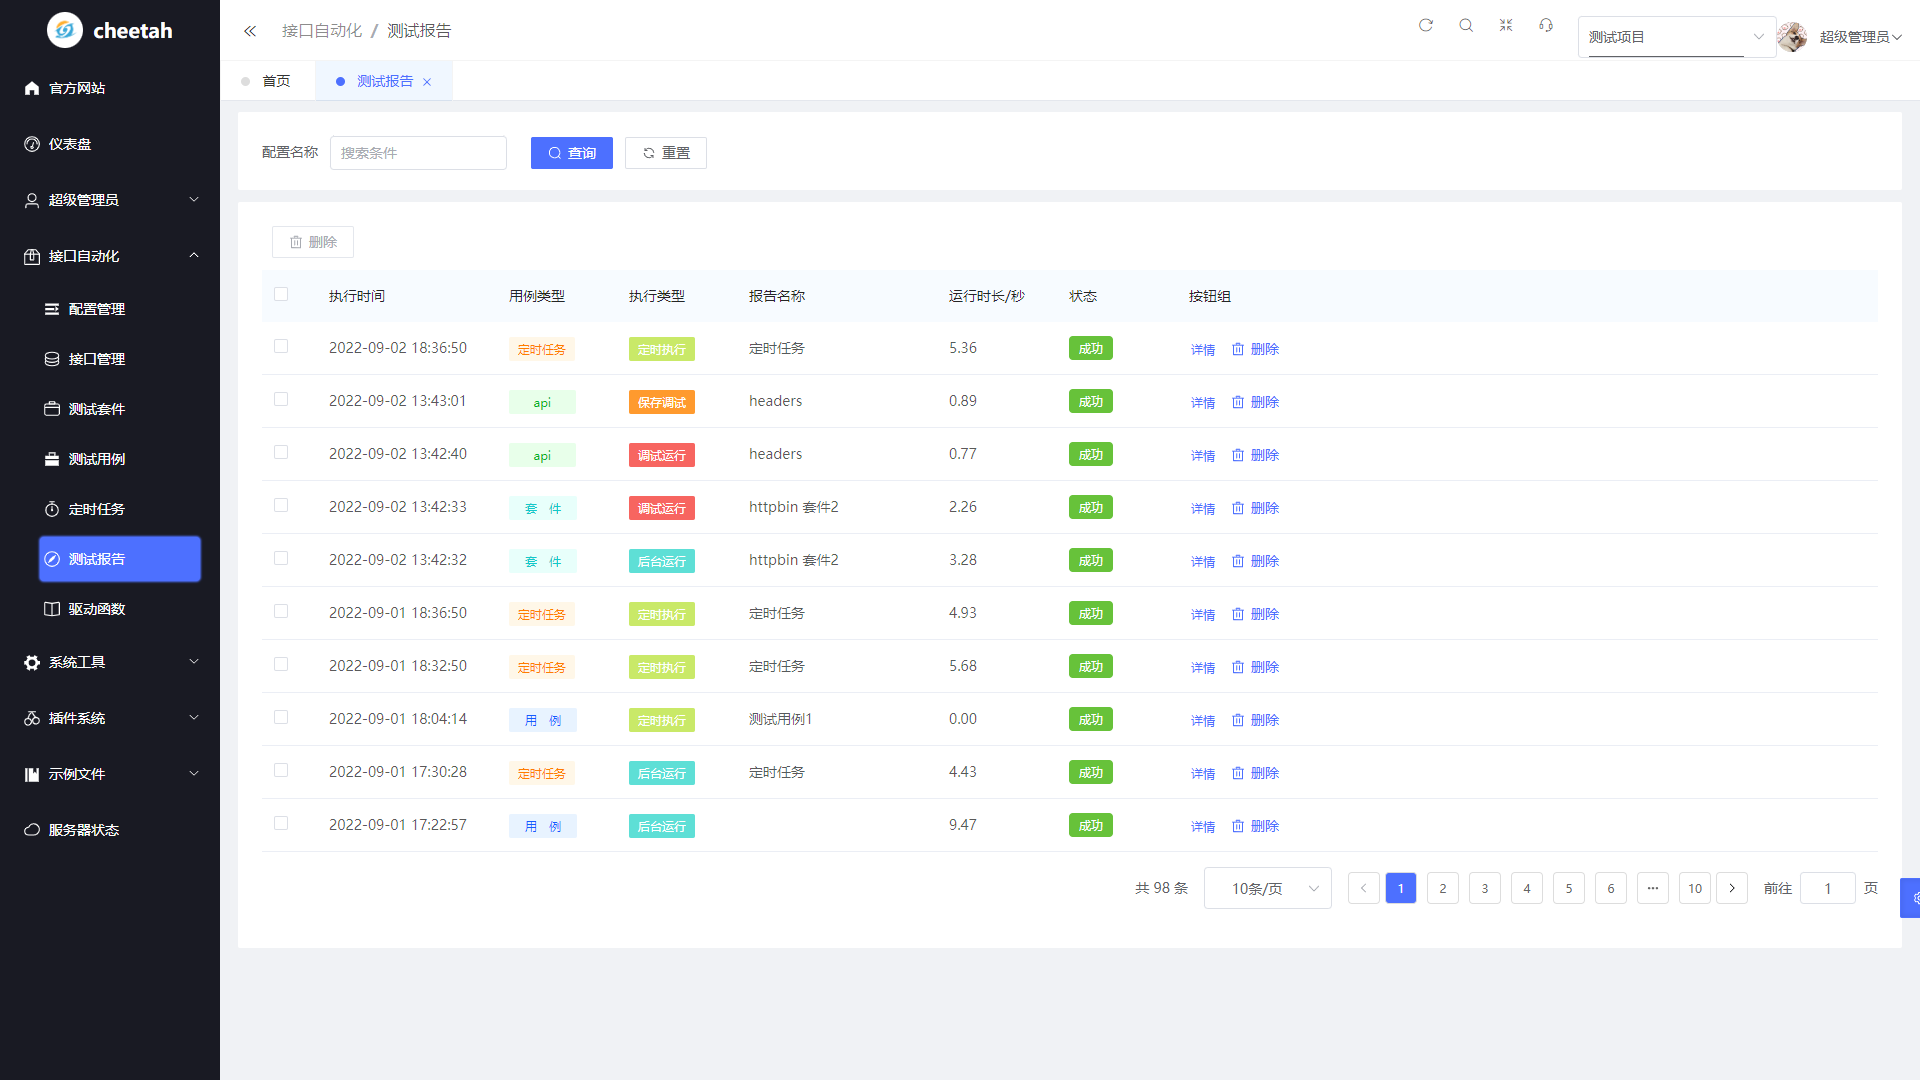 cheetah
官方网站
仪表盘
超级管理员
接口自动化
配置管理
接口管理
测试套件
测试用例
定时任务
测试报告
驱动函数
系统工具
插件系统
示例文件
服务器状态
接口自动化 / 测试报告
测试项目
超级管理员
首页
测试报告
配置名称 搜索条件 查询 重置
删除
执行时间 用例类型 执行类型 报告名称 运行时长/秒 状态 按钮组
2022-09-02 18:36:50 定时任务 定时执行 定时任务 5.36 成功 详情 删除
2022-09-02 13:43:01 api 保存调试 headers 0.89 成功 详情 删除
2022-09-02 13:42:40 api 调试运行 headers 0.77 成功 详情 删除
2022-09-02 13:42:33 套 件 调试运行 httpbin 套件2 2.26 成功 详情 删除
2022-09-02 13:42:32 套 件 后台运行 httpbin 套件2 3.28 成功 详情 删除
2022-09-01 18:36:50 定时任务 定时执行 定时任务 4.93 成功 详情 删除
2022-09-01 18:32:50 定时任务 定时执行 定时任务 5.68 成功 详情 删除
2022-09-01 18:04:14 用 例 定时执行 测试用例1 0.00 成功 详情 删除
2022-09-01 17:30:28 定时任务 后台运行 定时任务 4.43 成功 详情 删除
2022-09-01 17:22:57 用 例 后台运行 9.47 成功 详情 删除
共 98 条 10条/页 1 2 3 4 5 6 ··· 10 前往 1 页